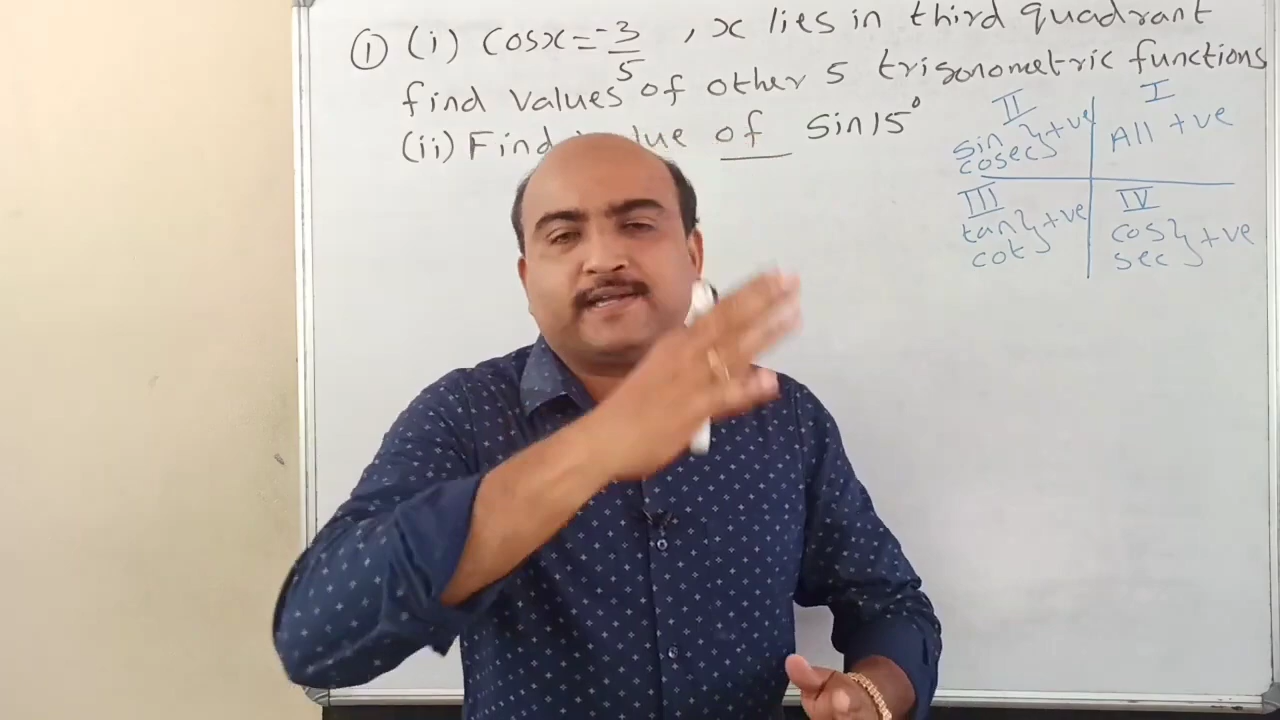 ① (i) Cosx = -3/5 , x lies in third quadrant
find values of other 5 trigonometric functions
(ii) Find of Sin15°
II
sin } +ve
cosec
I
All +ve
III
tan } +ve
cot
IV
cos } +ve
sec